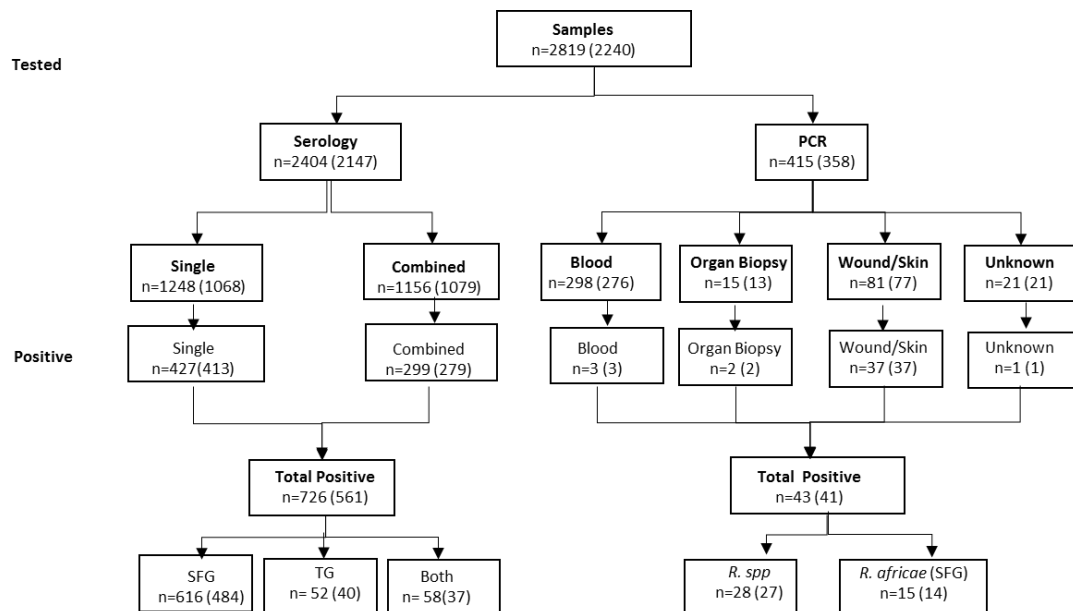 Samples
n=2819 (2240)
Tested
Serology
n=2404 (2147)
PCR
n=415 (358)
Single
n=1248 (1068)
Combined
n=1156 (1079)
Blood
n=298 (276)
Organ Biopsy
n=15 (13)
Wound/Skin
n=81 (77)
Unknown
n=21 (21)
Positive
Single
n=427(413)
Combined
n=299 (279)
Blood
n=3 (3)
Organ Biopsy
n=2 (2)
Wound/Skin
n=37 (37)
Unknown
n=1 (1)
Total Positive
n=726 (561)
Total Positive
n=43 (41)
SFG
n=616 (484)
TG
n= 52 (40)
Both
n= 58(37)
R. spp
n=28 (27)
R. africae (SFG)
n=15 (14)